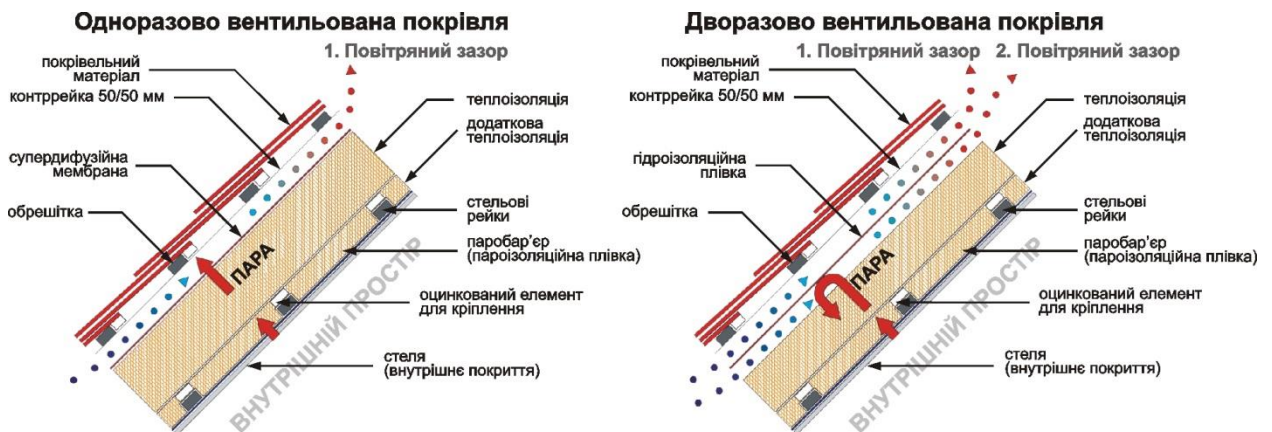 Одноразово вентильована покрівля
1. Повітряний зазор
покрівельний
матеріал
контррейка 50/50 мм
супердифузійна
мембрана
обрешітка
теплоізоляція
додаткова
теплоізоляція
стельові
рейки
паробар'єр
(пароізоляційна плівка)
оцинкований елемент
для кріплення
стеля
(внутрішнє покриття)
ПАРА
ВНУТРІШНІЙ ПРОСТІР
Дворазово вентильована покрівля
1. Повітряний зазор 2. Повітряний зазор
покрівельний
матеріал
контррейка 50/50 мм
гідроізоляційна
плівка
обрешітка
теплоізоляція
додаткова
теплоізоляція
стельові
рейки
паробар'єр
(пароізоляційна плівка)
оцинкований елемент
для кріплення
стеля
(внутрішнє покриття)
ПАРА
ВНУТРІШНІЙ ПРОСТІР